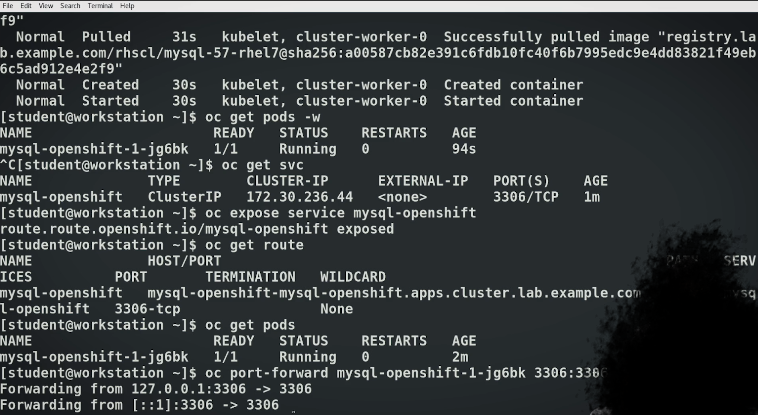 File Edit View Search Terminal Help
f9"
Normal Pulled 31s kubelet, cluster-worker-0 Successfully pulled image "registry.la
b.example.com/rhscl/mysql-57-rhel7@sha256:a00587cb82e391c6fdb10fc40f6b7995edc9e4dd83821f49eb
6c5ad912e4e2f9"
Normal Created 30s kubelet, cluster-worker-0 Created container
Normal Started 30s kubelet, cluster-worker-0 Started container
[student@workstation ~]$ oc get pods -w
NAME READY STATUS RESTARTS AGE
mysql-openshift-1-jg6bk 1/1 Running 0 94s
^C[student@workstation ~]$ oc get svc
NAME TYPE CLUSTER-IP EXTERNAL-IP PORT(S) AGE
mysql-openshift ClusterIP 172.30.236.44 <none> 3306/TCP 1m
[student@workstation ~]$ oc expose service mysql-openshift
route.route.openshift.io/mysql-openshift exposed
[student@workstation ~]$ oc get route
NAME HOST/PORT PATH SERV
ICES PORT TERMINATION WILDCARD
mysql-openshift mysql-openshift-mysql-openshift.apps.cluster.lab.example.com mysq
l-openshift 3306-tcp None
[student@workstation ~]$ oc get pods
NAME READY STATUS RESTARTS AGE
mysql-openshift-1-jg6bk 1/1 Running 0 2m
[student@workstation ~]$ oc port-forward mysql-openshift-1-jg6bk 3306:3306
Forwarding from 127.0.0.1:3306 -> 3306
Forwarding from [::1]:3306 -> 3306